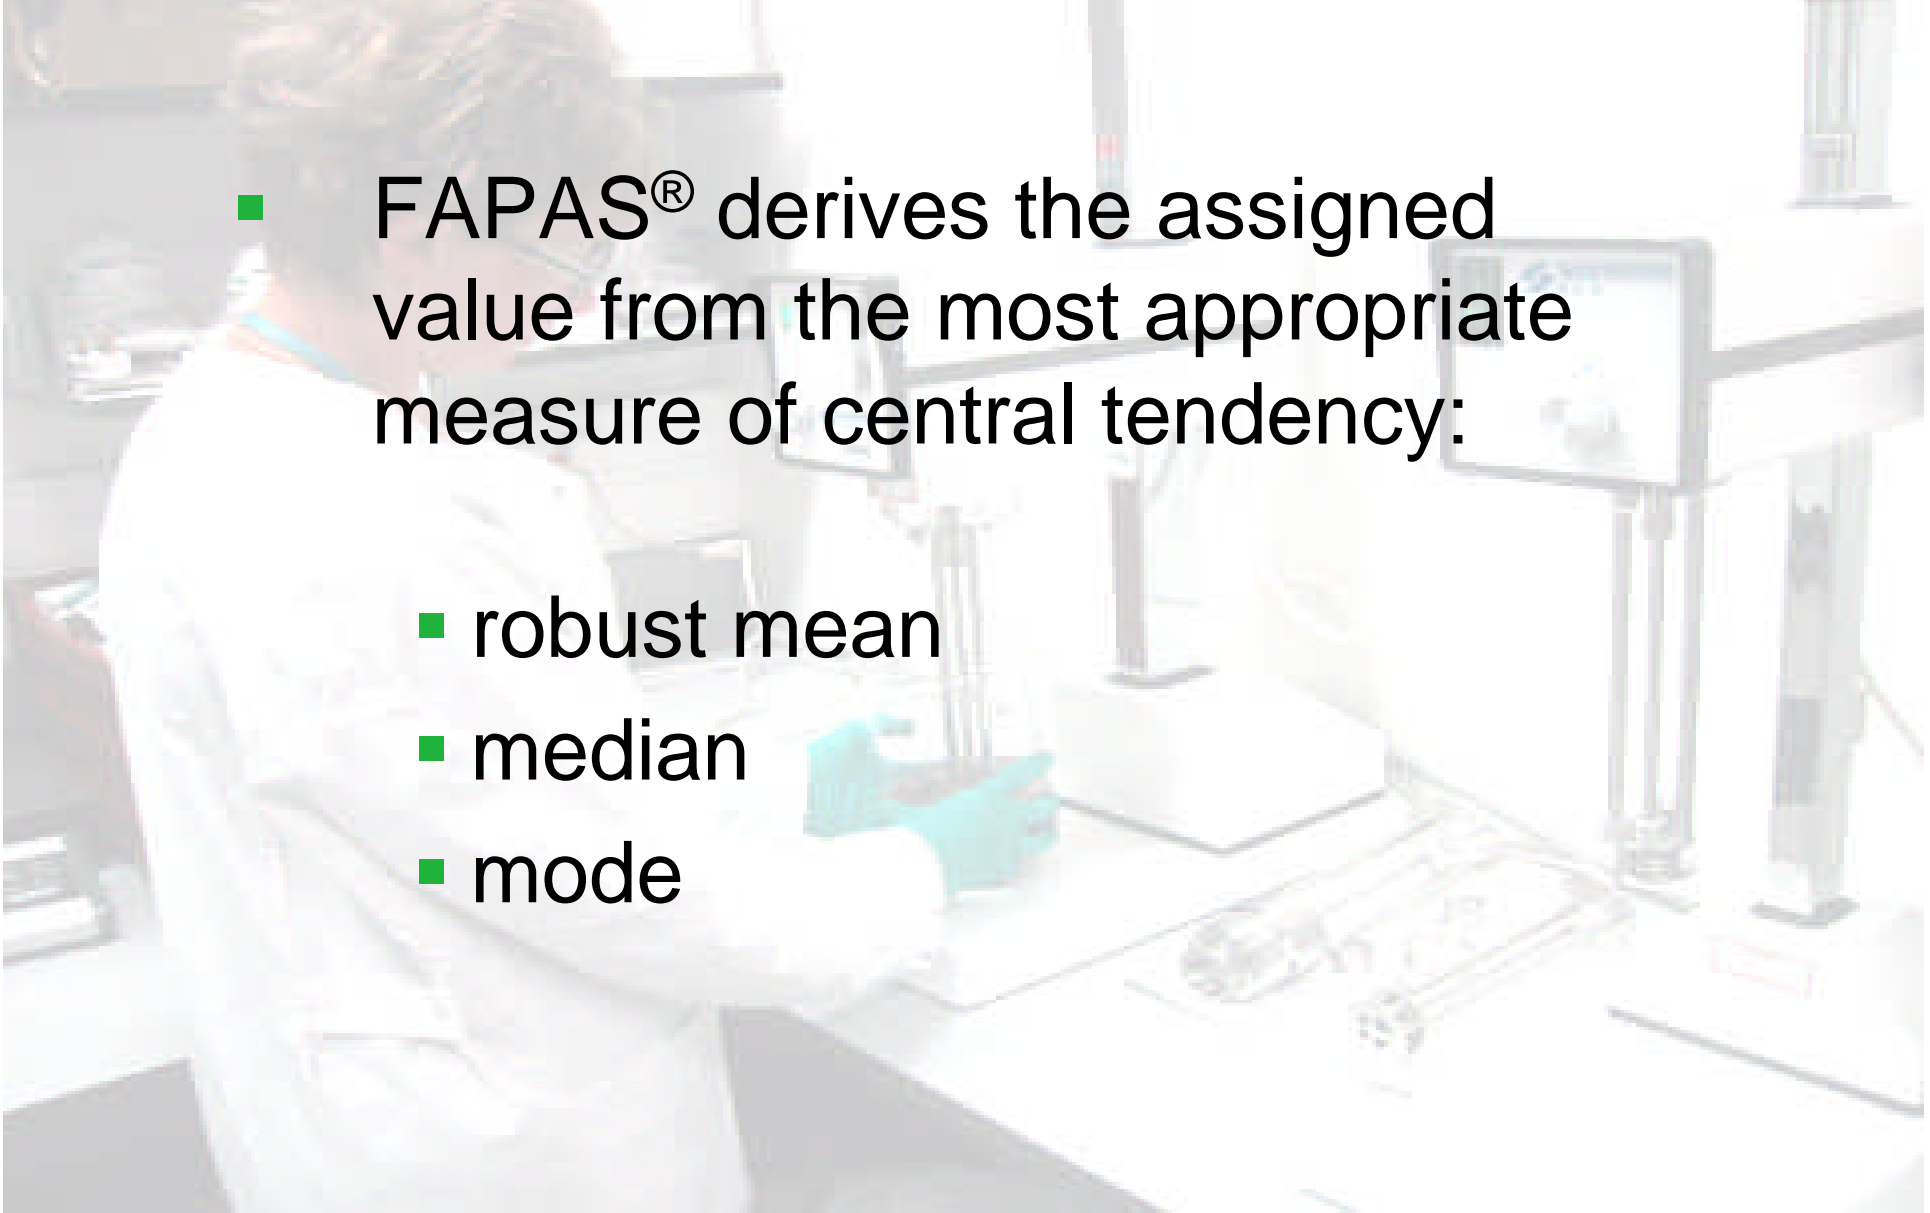 ▪ FAPAS® derives the assigned
value from the most appropriate
measure of central tendency:
▪ robust mean
▪ median
▪ mode